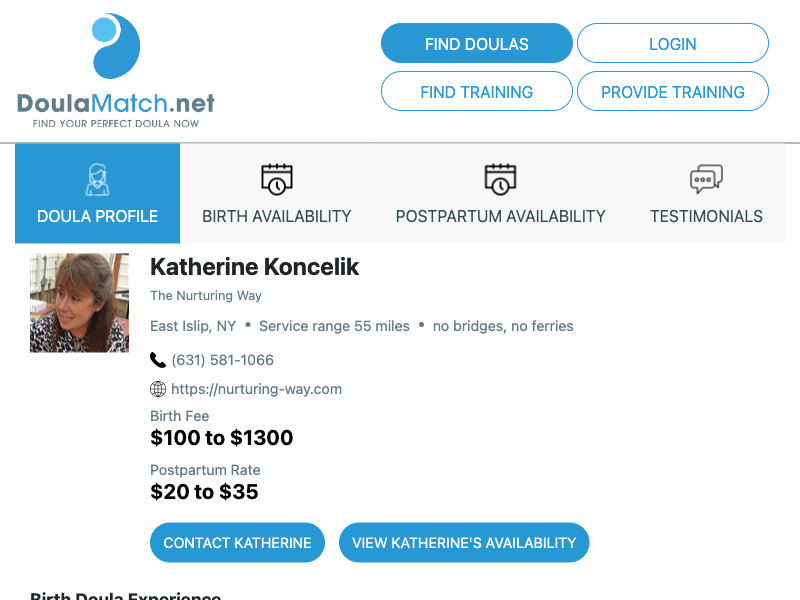 DoulaMatch.net
FIND YOUR PERFECT DOULA NOW
FIND DOULAS
LOGIN
FIND TRAINING
PROVIDE TRAINING
DOULA PROFILE
BIRTH AVAILABILITY
POSTPARTUM AVAILABILITY
TESTIMONIALS
Katherine Koncelik
The Nurturing Way
East Islip, NY • Service range 55 miles • no bridges, no ferries
(631) 581-1066
https://nurturing-way.com
Birth Fee
$100 to $1300
Postpartum Rate
$20 to $35
CONTACT KATHERINE
VIEW KATHERINE'S AVAILABILITY
Birth Doula Experience